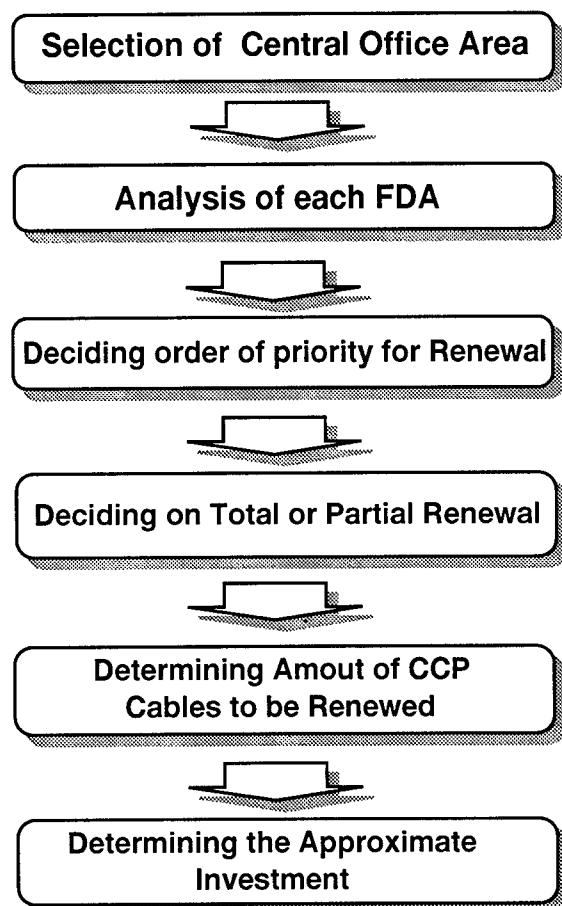 Selection of Central Office Area
Analysis of each FDA
Deciding order of priority for Renewal
Deciding on Total or Partial Renewal
Determining Amout of CCP
Cables to be Renewed
Determining the Approximate
Investment